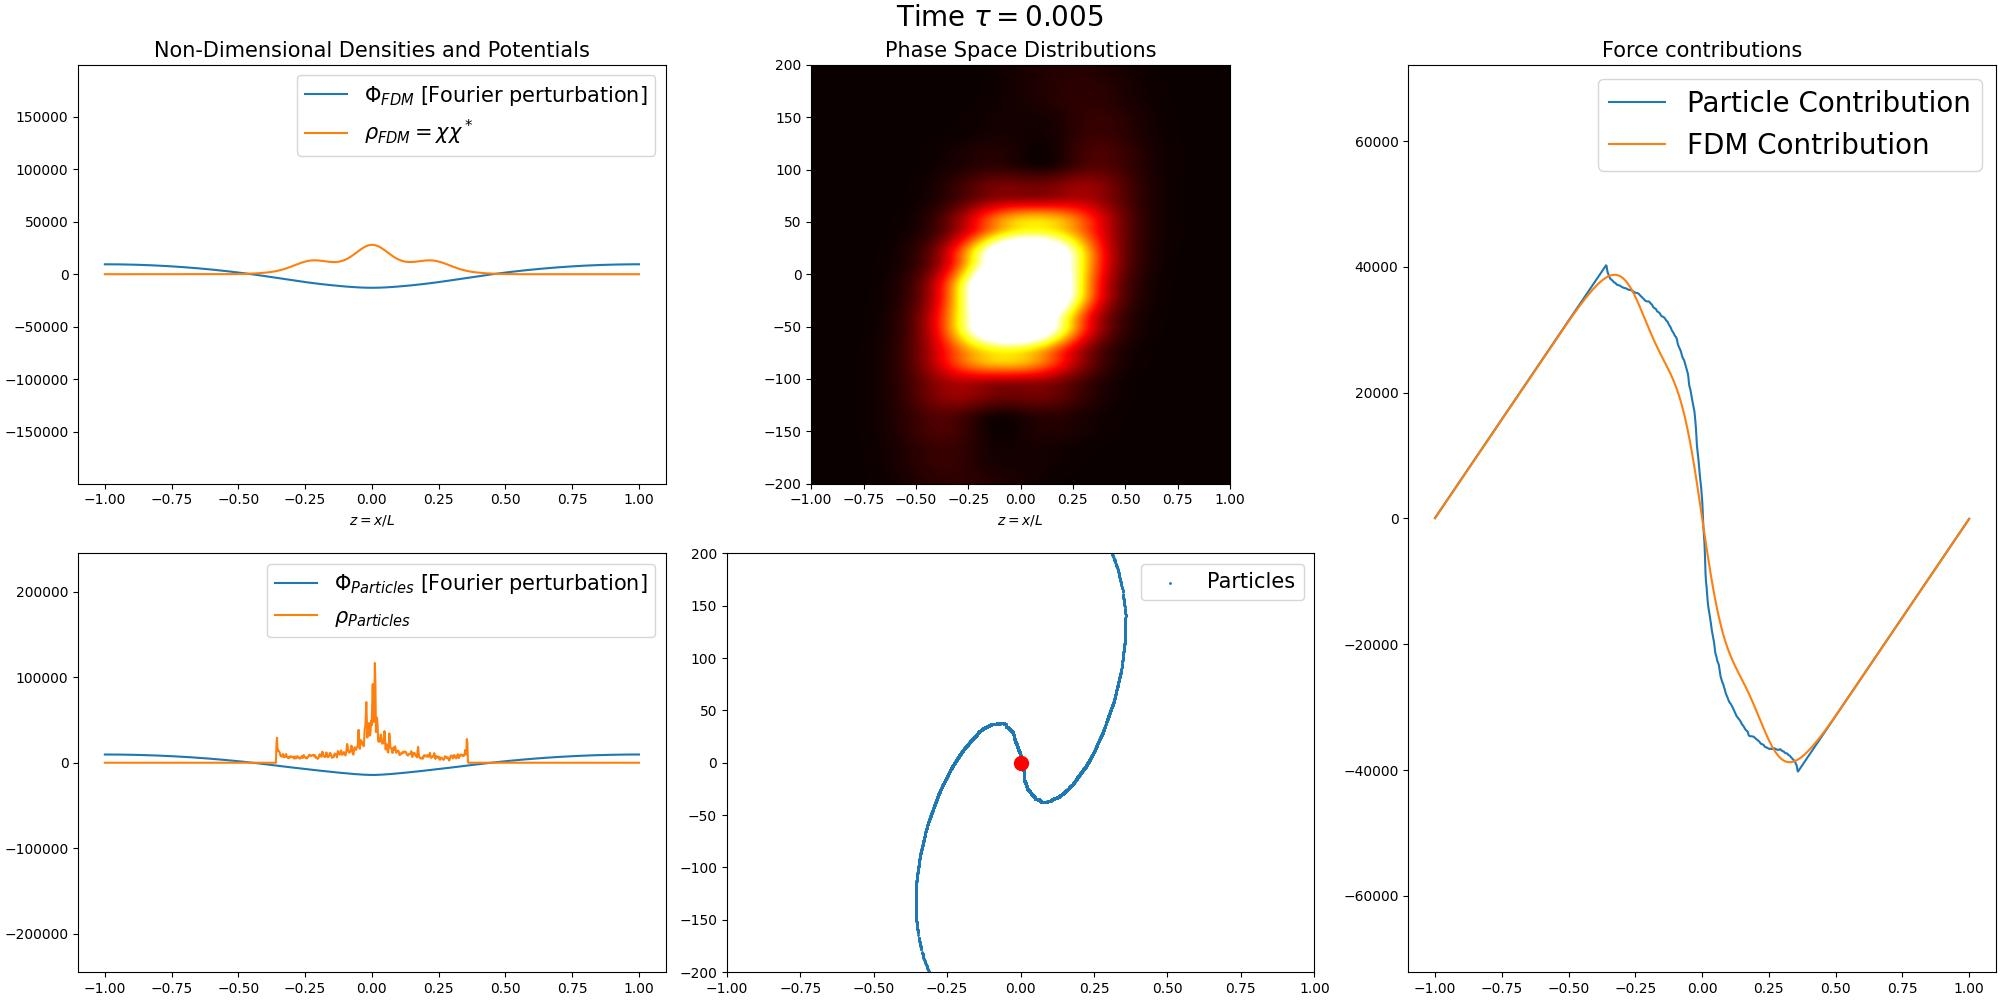 Time τ = 0.005
Non-Dimensional Densities and Potentials
Φ_FDM [Fourier perturbation]
ρ_FDM = χχ*
150000
100000
50000
0
−50000
−100000
−150000
−1.00 −0.75 −0.50 −0.25 0.00 0.25 0.50 0.75 1.00
z = x/L
Phase Space Distributions
200
150
100
50
0
−50
−100
−150
−200
−1.00 −0.75 −0.50 −0.25 0.00 0.25 0.50 0.75 1.00
z = x/L
Force contributions
Particle Contribution
FDM Contribution
60000
40000
20000
0
−20000
−40000
−60000
−1.00 −0.75 −0.50 −0.25 0.00 0.25 0.50 0.75 1.00
Φ_Particles [Fourier perturbation]
ρ_Particles
200000
100000
0
−100000
−200000
−1.00 −0.75 −0.50 −0.25 0.00 0.25 0.50 0.75 1.00
Particles
200
150
100
50
0
−50
−100
−150
−200
−1.00 −0.75 −0.50 −0.25 0.00 0.25 0.50 0.75 1.00